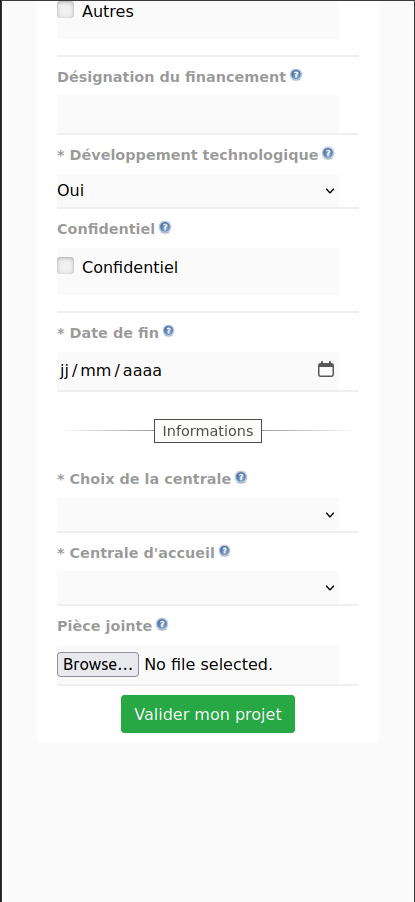 Autres
Désignation du financement ?
* Développement technologique ?
Oui
Confidentiel ?
Confidentiel
* Date de fin ?
jj/mm/aaaa
Informations
* Choix de la centrale ?
* Centrale d'accueil ?
Pièce jointe ?
Browse... No file selected.
Valider mon projet